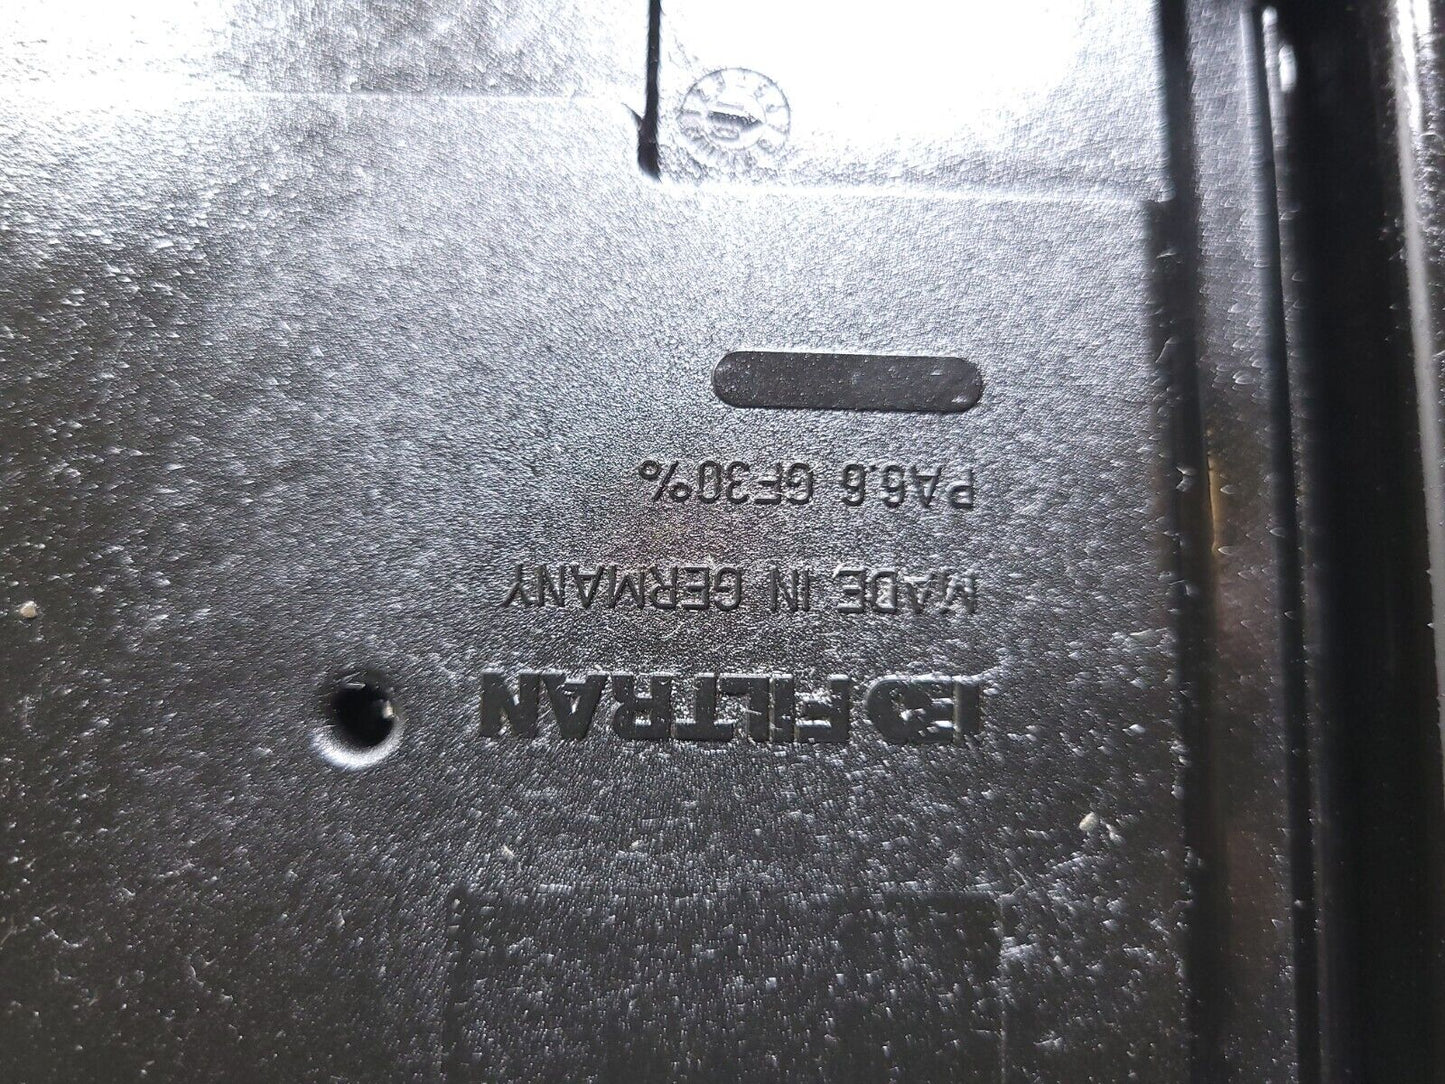 FILTRAN
MADE IN GERMANY
PA6.6 GF30%